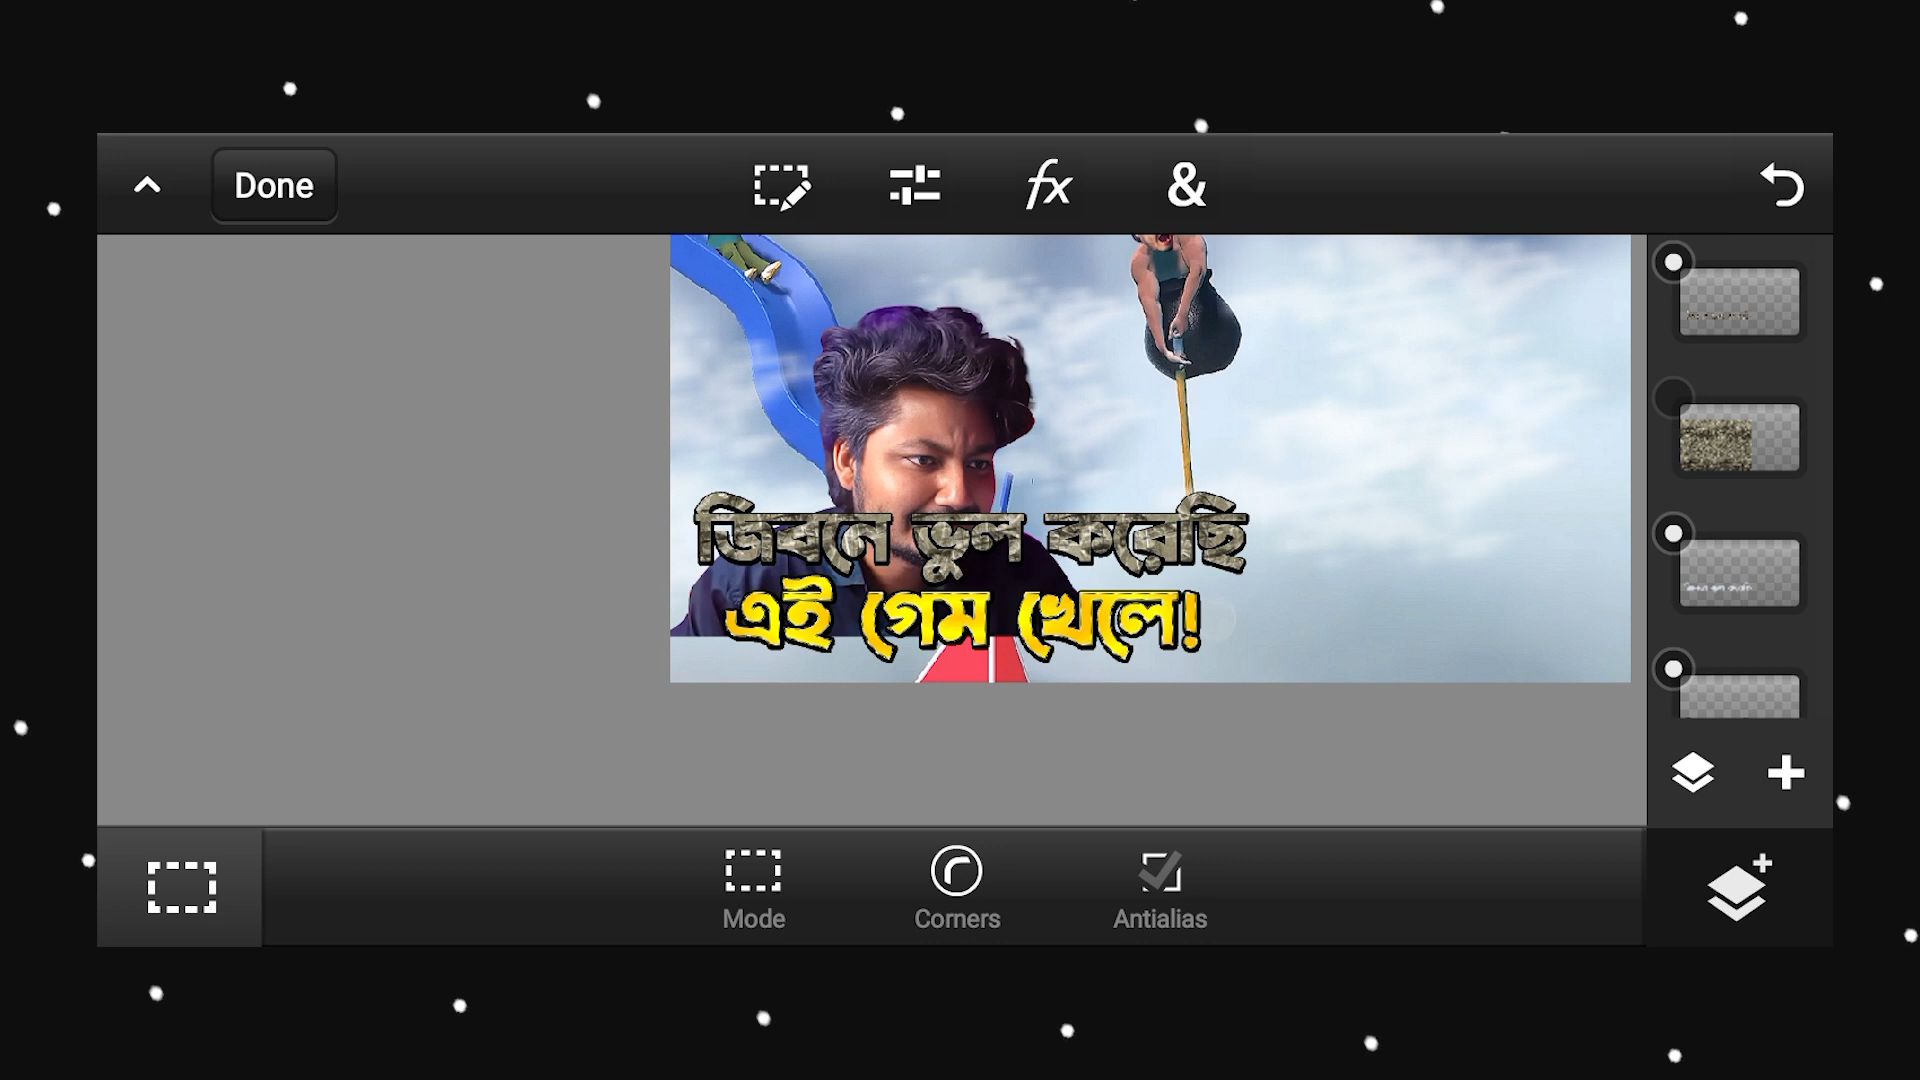 Done
fx
&
জিবনে ভুল করেছি
এই গেম খেলে!
Mode
Corners
Antialias